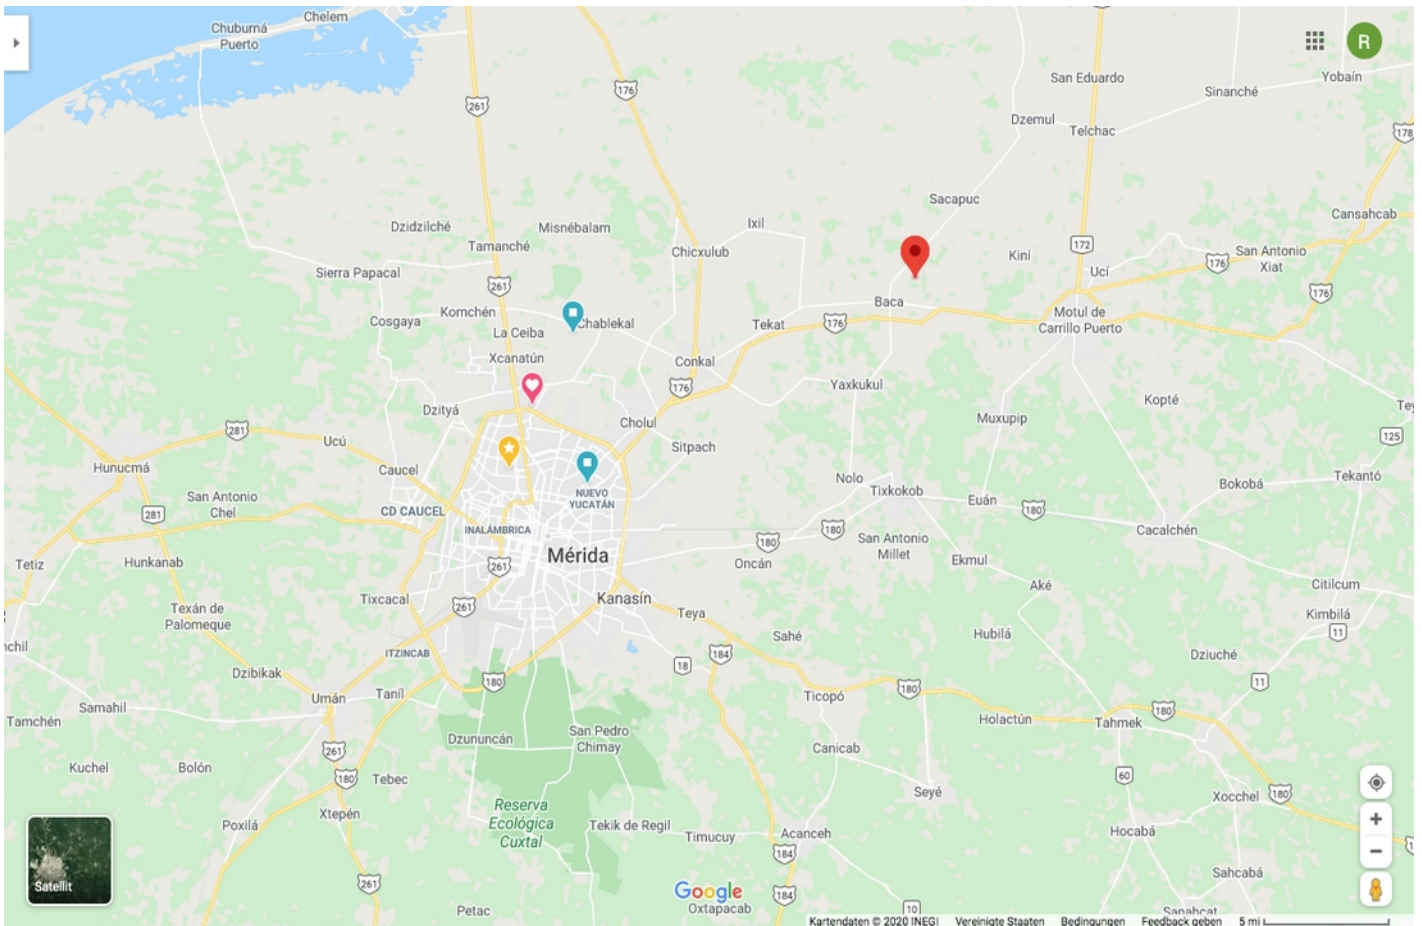 Chelem
Chuburná
Puerto
R
176
261
San Eduardo
Yobaín
Sinanché
Dzemul
Telchac
178
Sacapuc
Cansahcab
Dzidzilché
Misnébalam
Ixil
Tamanché
Chicxulub
172
Kiní
San Antonio
Xiat
176
Ucí
Sierra Papacal
261
176
Baca
Komchén
Motul de
Carrillo Puerto
Cosgaya
La Ceiba
Chablekal
Tekat
176
Xcanatún
Conkal
176
Yaxkukul
Kopté
Tey
Dzityá
Cholul
Muxupip
281
Ucú
Sitpach
125
Hunucmá
Caucel
Nolo
Tixkokob
Bokobá
Tekantó
San Antonio
Chel
NUEVO
YUCATÁN
Euán
180
281
CD CAUCEL
INALÁMBRICA
180
Cacalchén
180
San Antonio
Millet
Mérida
261
Oncán
Ekmul
Tetiz
Hunkanab
Aké
Citilcum
Tixcacal
261
Kanasín
Teya
Kimbilá
11
Texán de
Palomeque
Sahé
Hubilá
nchil
ITZINCAB
184
18
Dziuché
Dzibikak
180
11
Umán
Taníl
Ticopó
180
Samahil
Tamchén
Holactún
Tahmek
180
Dzununcán
San Pedro
Chimay
261
Canicab
Kuchel
Bolón
180
Tebec
60
Seyé
Xocchel
180
Reserva
Ecológica
Cuxtal
Xtepén
Poxilá
Tekik de Regil
Timucuy
Acanceh
Hocabá
184
Sahcabá
Satellit
261
Google
184
Petac
Oxtapacab
10
Sanahcat
Kartendaten © 2020 INEGI Vereinigte Staaten Bedingungen Feedback geben 5 mi